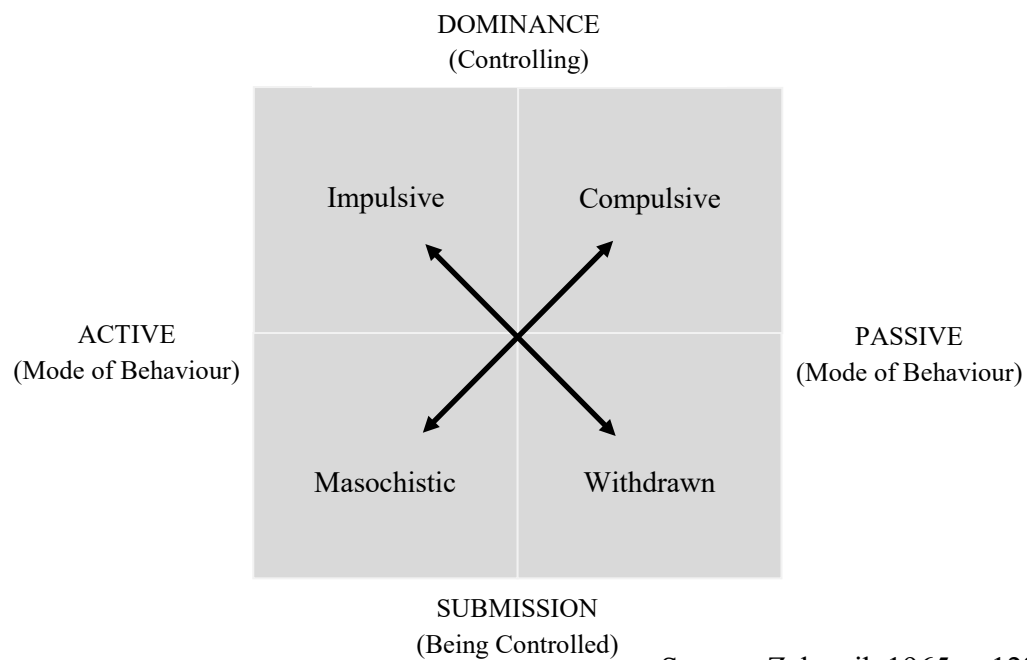 DOMINANCE
(Controlling)
Impulsive
Compulsive
ACTIVE
(Mode of Behaviour)
PASSIVE
(Mode of Behaviour)
Masochistic
Withdrawn
SUBMISSION
(Being Controlled)